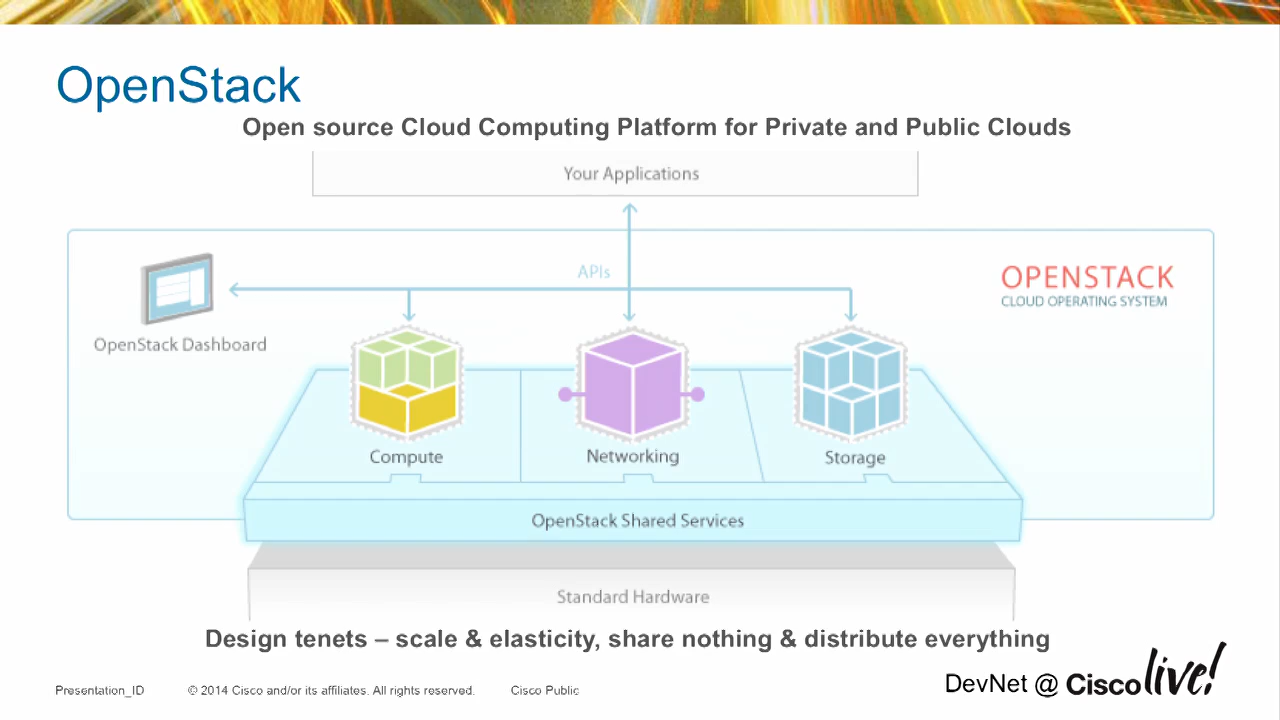 OpenStack
Open source Cloud Computing Platform for Private and Public Clouds
Your Applications
APIs
OPENSTACK
CLOUD OPERATING SYSTEM
OpenStack Dashboard
Compute
Networking
Storage
OpenStack Shared Services
Standard Hardware
Design tenets – scale & elasticity, share nothing & distribute everything
Presentation_ID © 2014 Cisco and/or its affiliates. All rights reserved. Cisco Public
DevNet @ Cisco live!